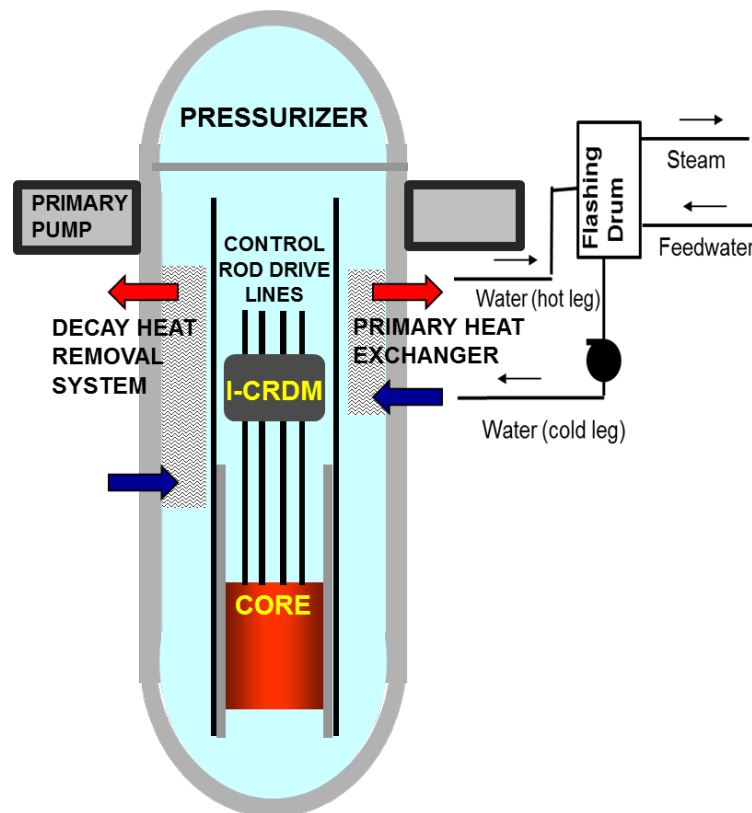 PRESSURIZER
PRIMARY
PUMP
CONTROL
ROD DRIVE
LINES
DECAY HEAT
REMOVAL
SYSTEM
I-CRDM
CORE
PRIMARY HEAT
EXCHANGER
Flashing
Drum
Steam
Feedwater
Water (hot leg)
Water (cold leg)